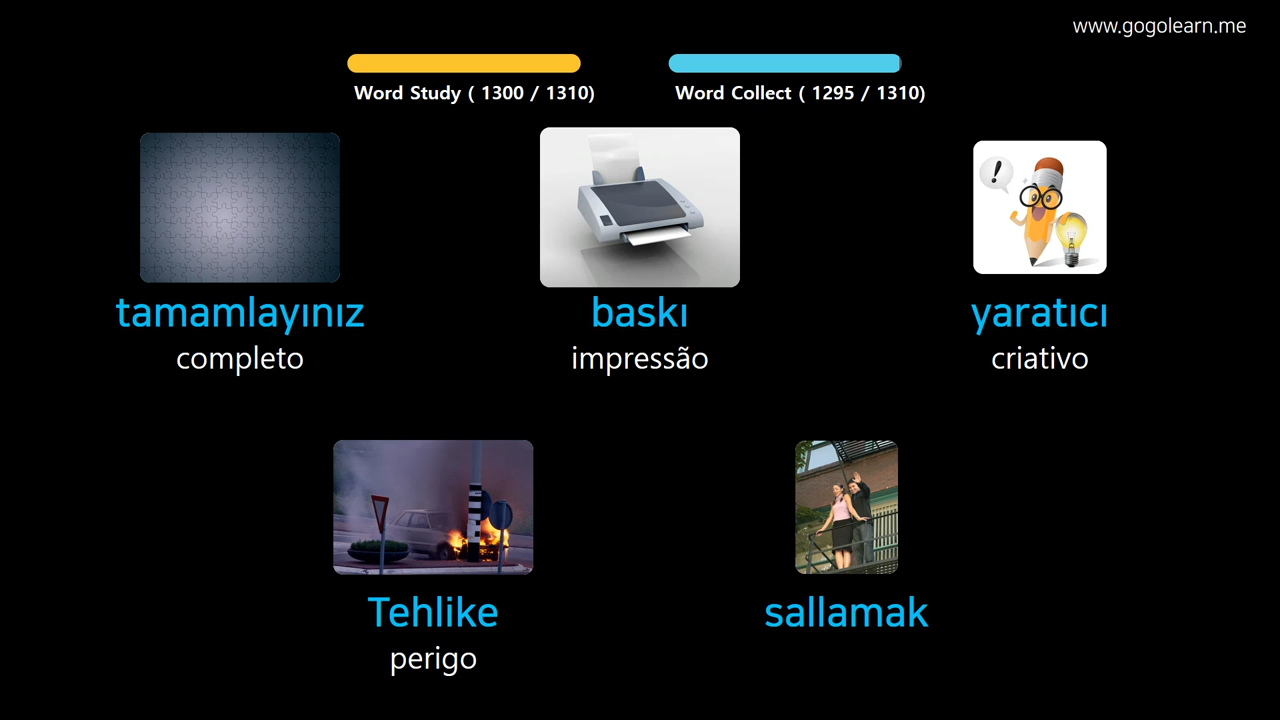 www.gogolearn.me
Word Study ( 1300 / 1310)
Word Collect ( 1295 / 1310)
tamamlayınız
completo
baskı
impressão
yaratıcı
criativo
Tehlike
perigo
sallamak